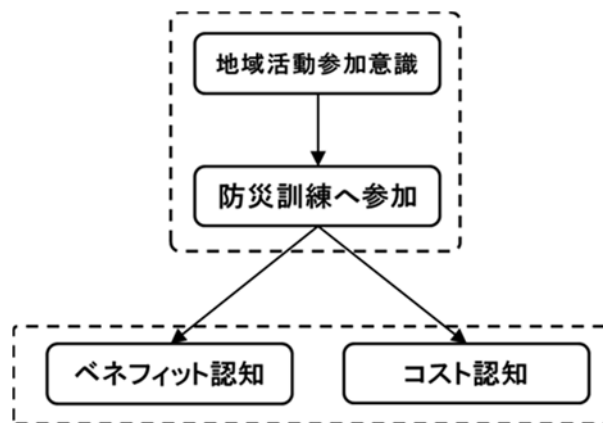 地域活動参加意識
防災訓練へ参加
ベネフィット認知
コスト認知